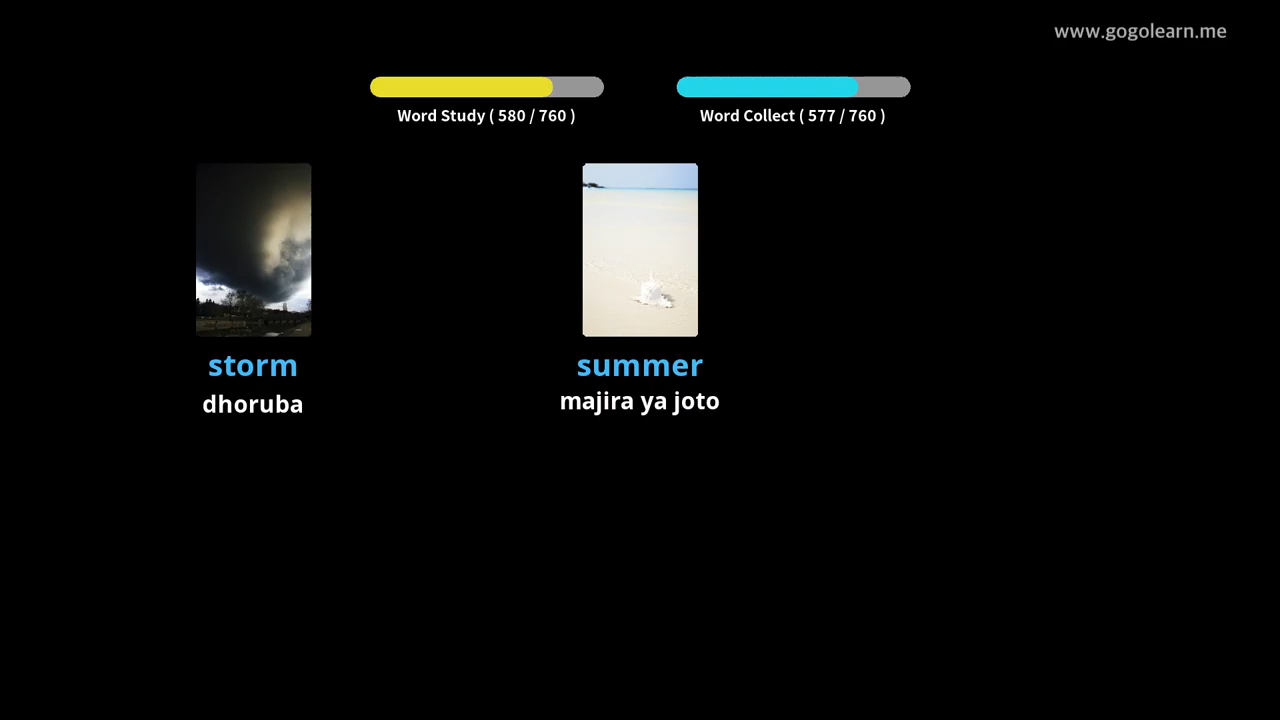 www.gogolearn.me
Word Study ( 580 / 760 )
Word Collect ( 577 / 760 )
storm
dhoruba
summer
majira ya joto